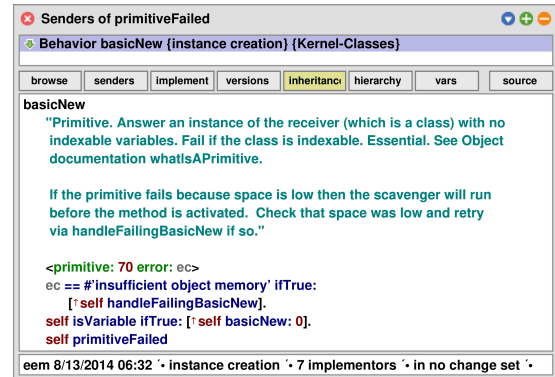 Senders of primitiveFailed
Behavior basicNew {instance creation} {Kernel-Classes}
browse senders implement versions inheritanc hierarchy vars source
basicNew
"Primitive. Answer an instance of the receiver (which is a class) with no
indexable variables. Fail if the class is indexable. Essential. See Object
documentation whatIsAPrimitive.
If the primitive fails because space is low then the scavenger will run
before the method is activated.  Check that space was low and retry
via handleFailingBasicNew if so."
<primitive: 70 error: ec>
ec == #'insufficient object memory' ifTrue:
[↑self handleFailingBasicNew].
self isVariable ifTrue: [↑self basicNew: 0].
self primitiveFailed
eem 8/13/2014 06:32 ´• instance creation ´• 7 implementors ´• in no change set ´•